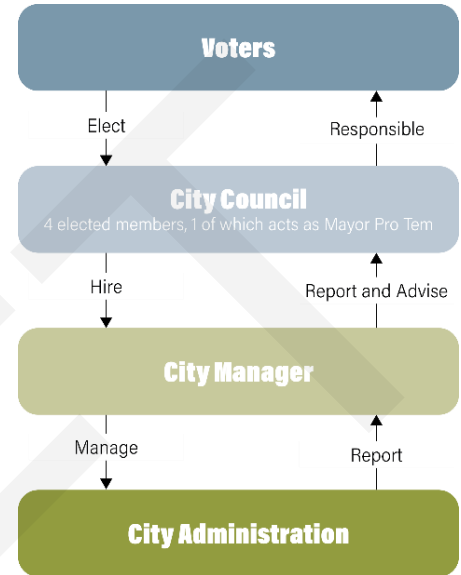 Voters
Elect
Responsible
City Council
4 elected members, 1 of which acts as Mayor Pro Tem
Hire
Report and Advise
City Manager
Manage
Report
City Administration